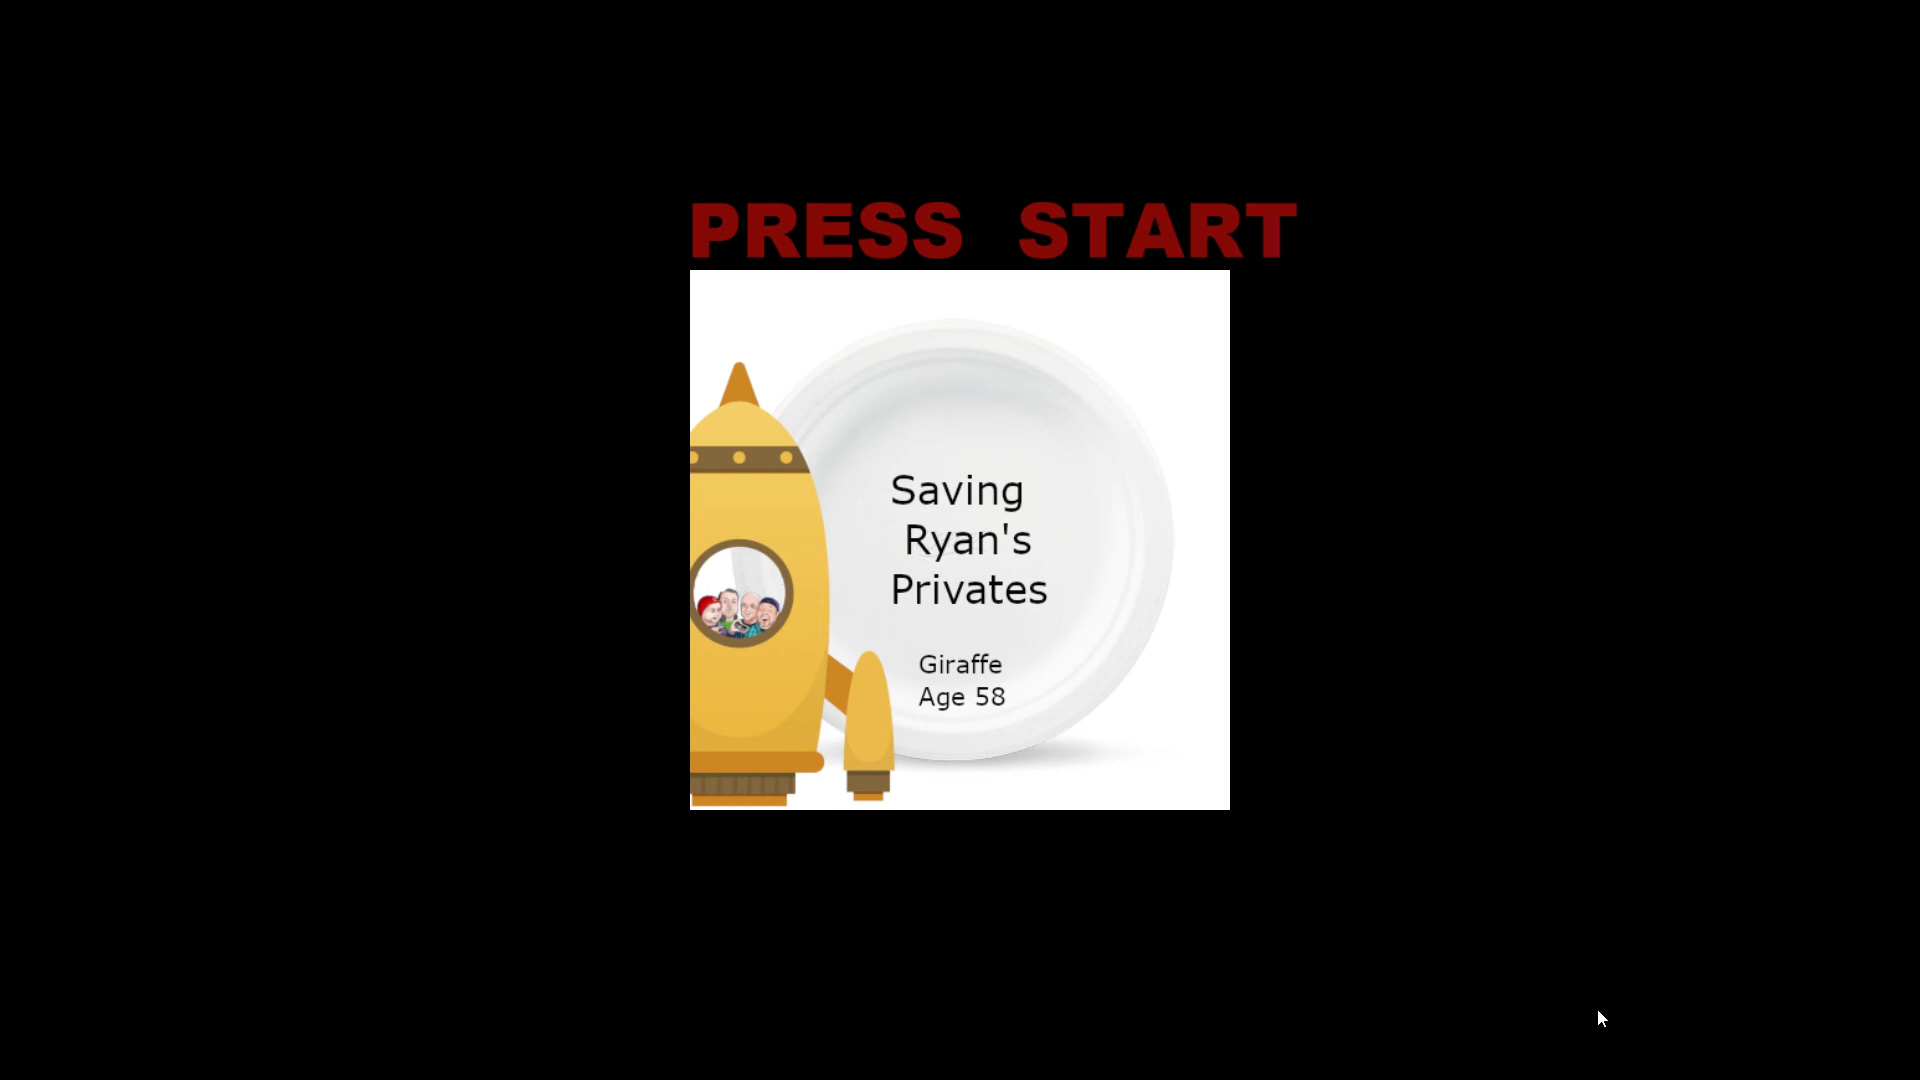 PRESS START
Saving
Ryan's
Privates
Giraffe
Age 58